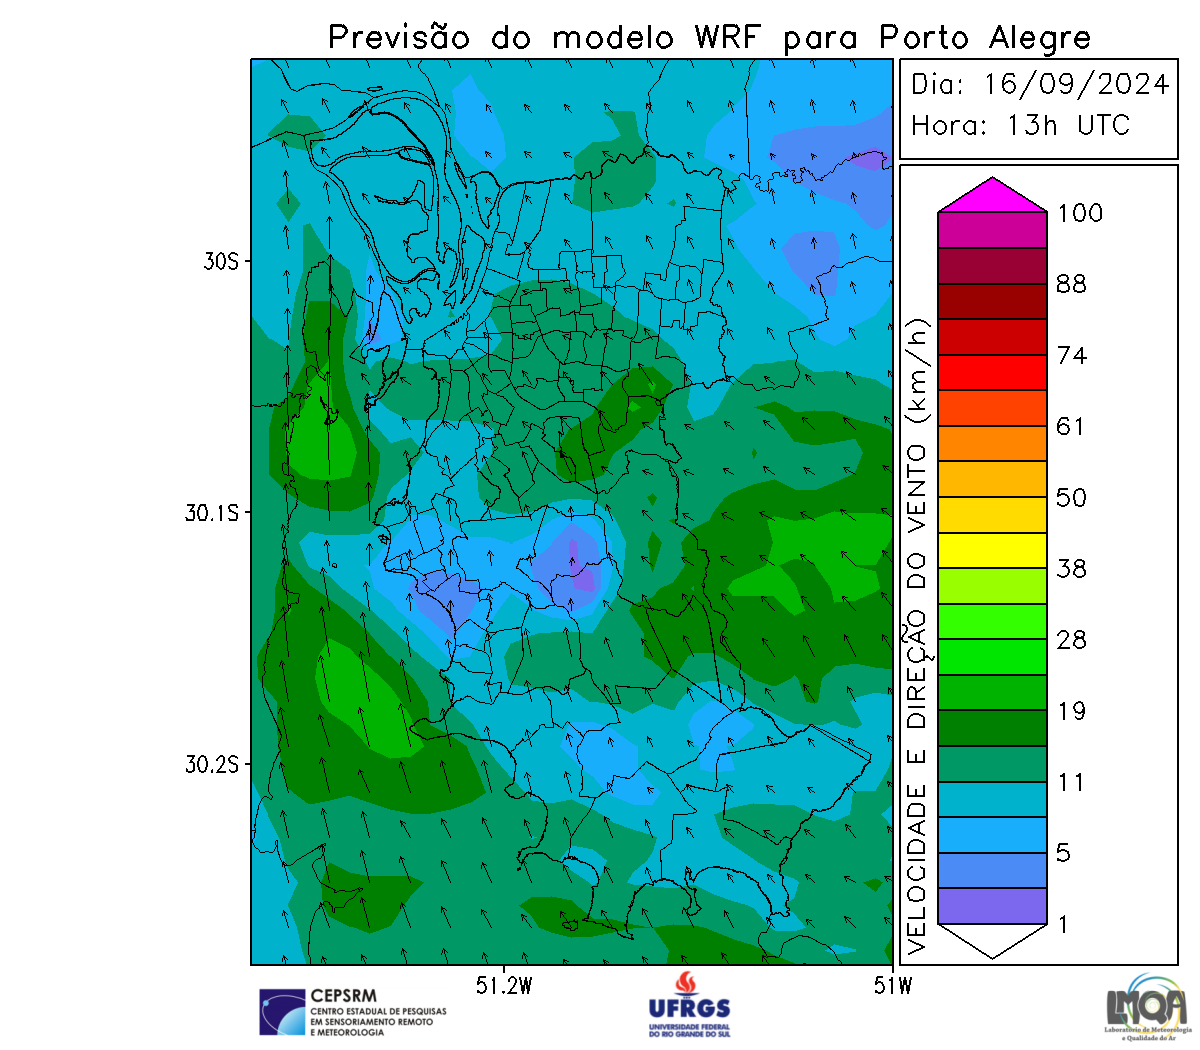 Previsão do modelo WRF para Porto Alegre
Dia: 16/09/2024
Hora: 13h UTC
30S
30.1S
30.2S
51.2W
51W
VELOCIDADE E DIREÇÃO DO VENTO (km/h)
100
88
74
61
50
38
28
19
11
5
1
CEPSRM
CENTRO ESTADUAL DE PESQUISAS
EM SENSORIAMENTO REMOTO
E METEOROLOGIA
UFRGS
UNIVERSIDADE FEDERAL
DO RIO GRANDE DO SUL
LMQA
Laboratório de Meteorologia
e Qualidade do Ar